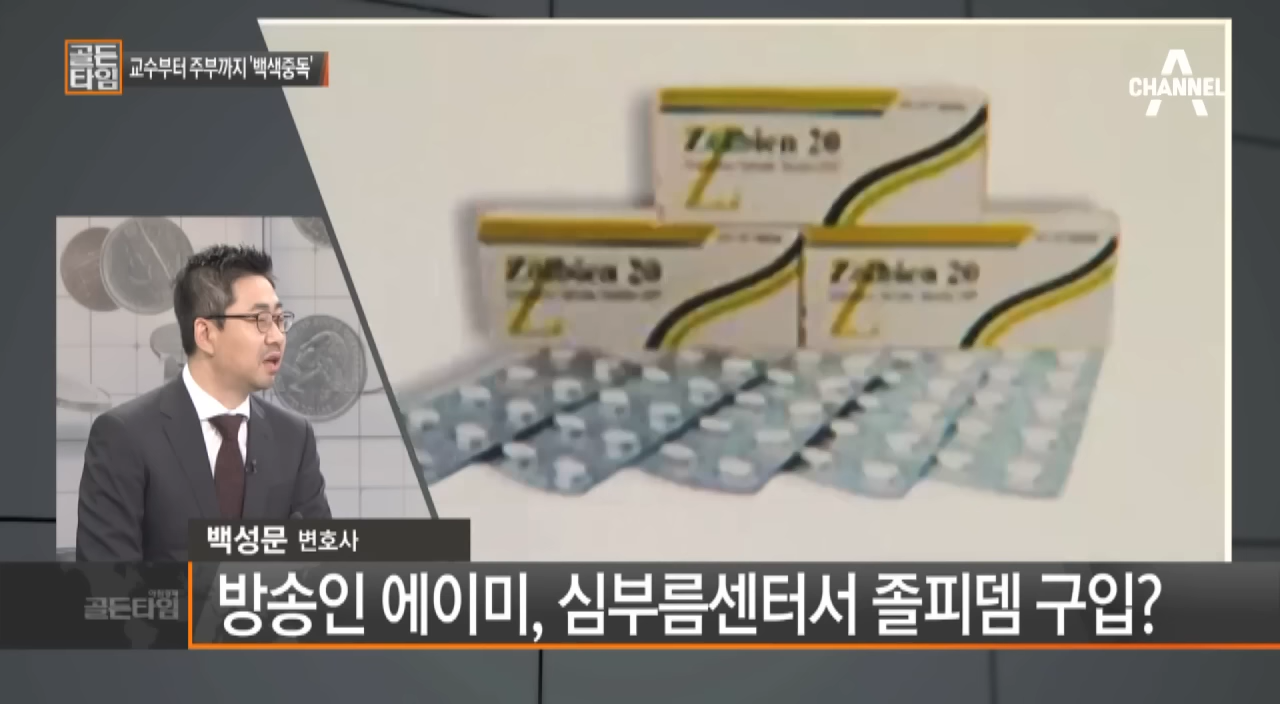 골든
타임
교수부터 주부까지 '백색중독'
CHANNEL A
Zolbien 20
Z
Zolbien 20
Z
Zolbien 20
Z
백성문 변호사
골든타임
방송인 에이미, 심부름센터서 졸피뎀 구입?